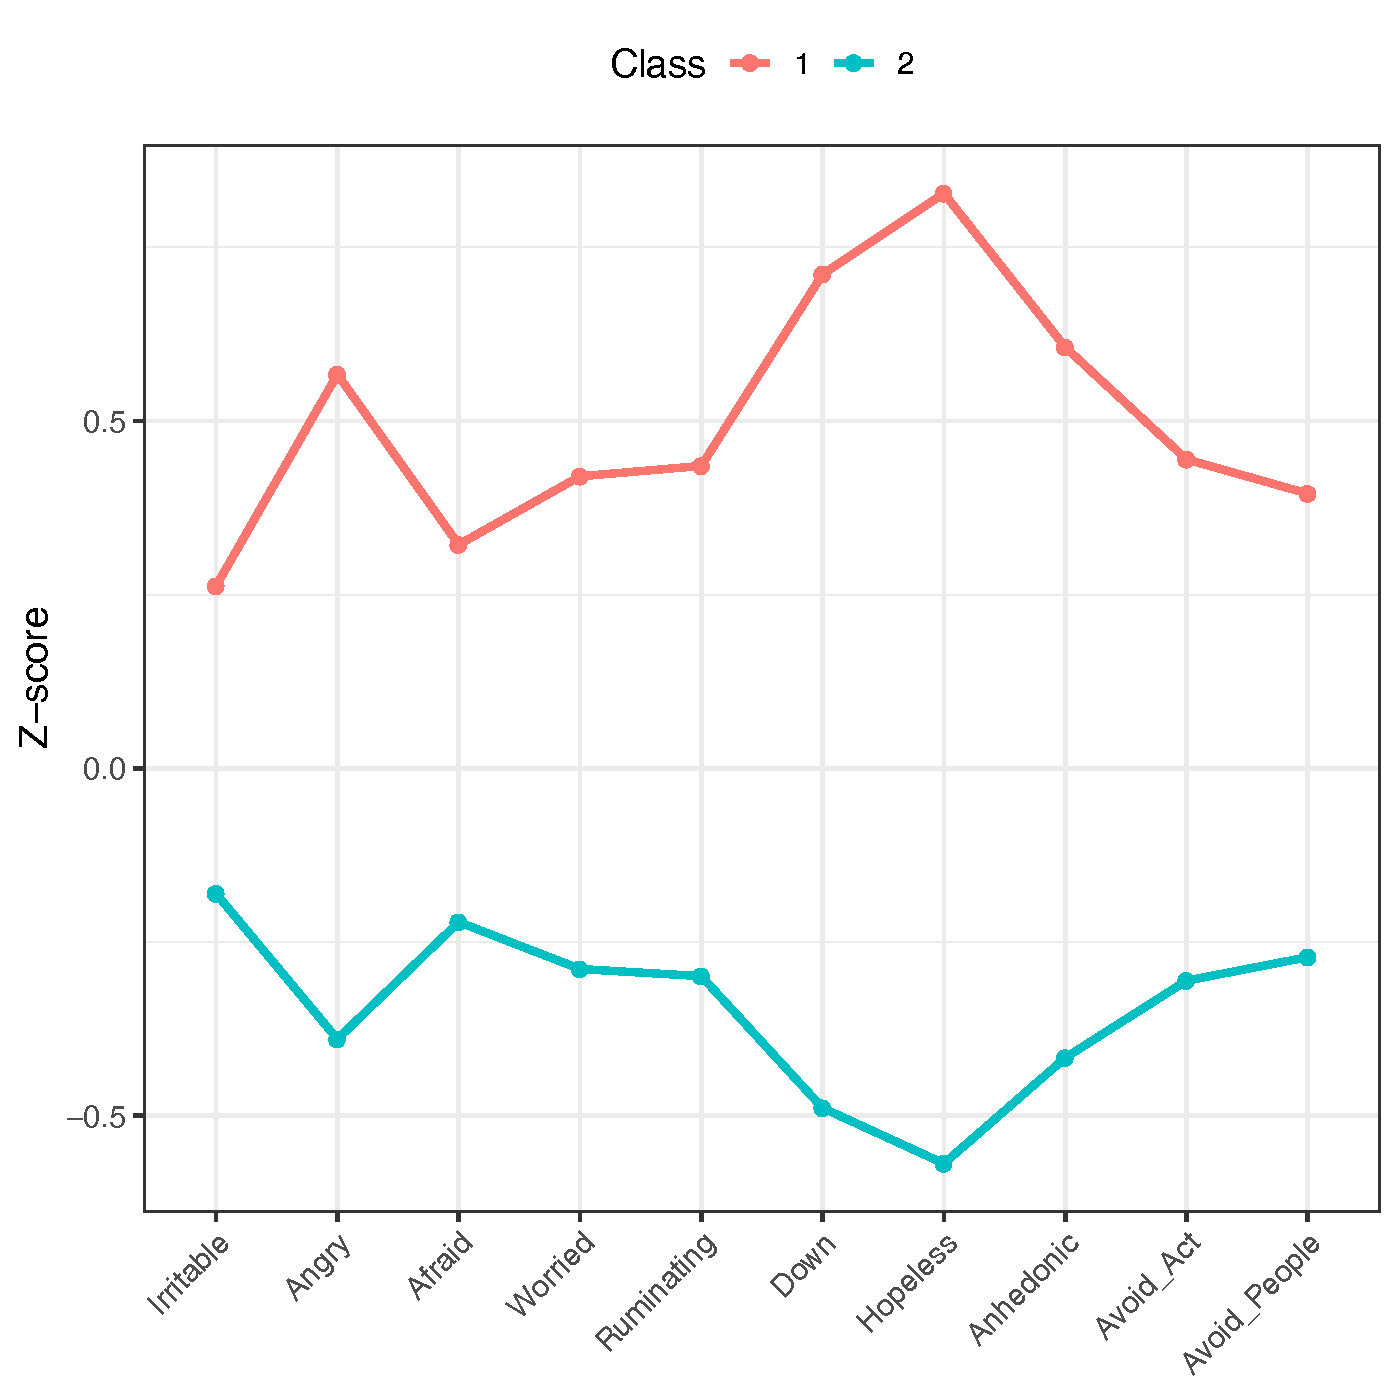 Class 1 2
Z−score
0.5
0.0
−0.5
Irritable
Angry
Afraid
Worried
Ruminating
Down
Hopeless
Anhedonic
Avoid_Act
Avoid_People